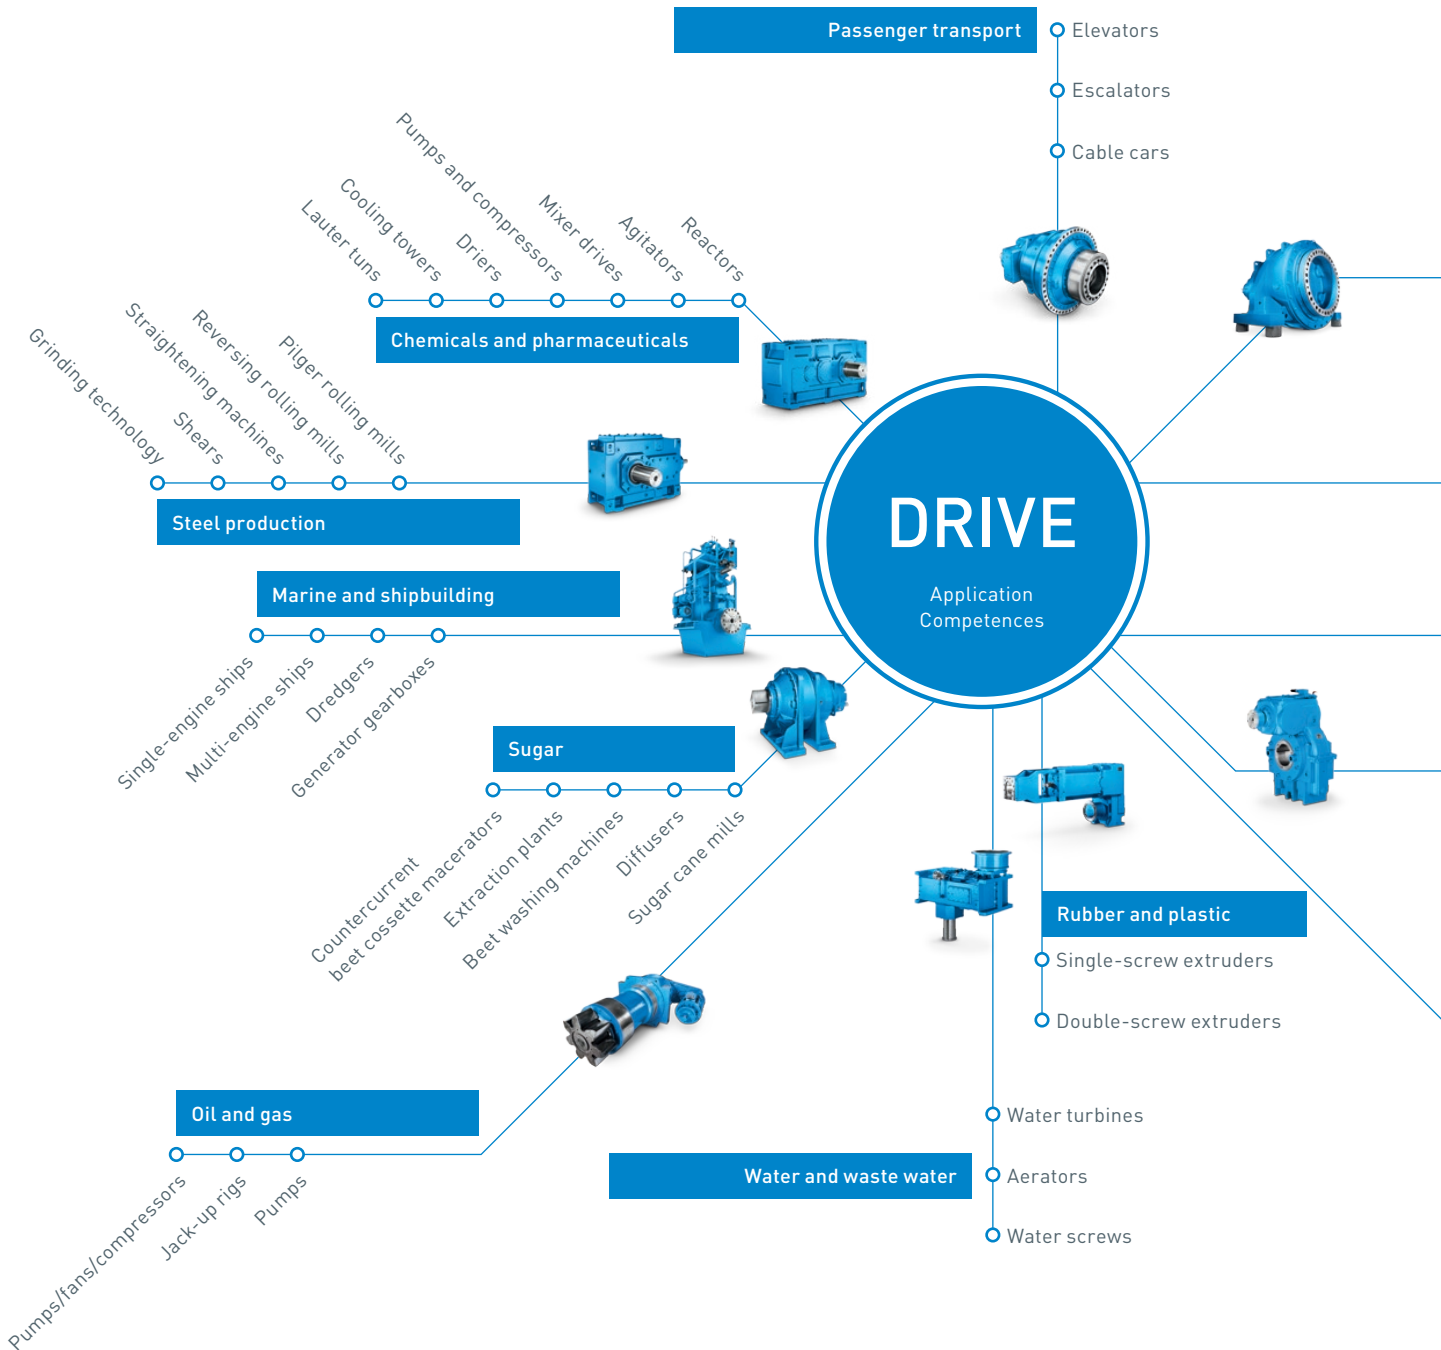 Passenger transport
Elevators
Escalators
Cable cars
Lauter tuns
Cooling towers
Driers
Pumps and compressors
Mixer drives
Agitators
Reactors
Chemicals and pharmaceuticals
Grinding technology
Shears
Straightening machines
Reversing rolling mills
Pilger rolling mills
Steel production
DRIVE
Application
Competences
Marine and shipbuilding
Single-engine ships
Multi-engine ships
Dredgers
Generator gearboxes
Sugar
Countercurrent
beet cossette macerators
Extraction plants
Beet washing machines
Diffusers
Sugar cane mills
Rubber and plastic
Single-screw extruders
Double-screw extruders
Oil and gas
Pumps/fans/compressors
Jack-up rigs
Pumps
Water and waste water
Water turbines
Aerators
Water screws